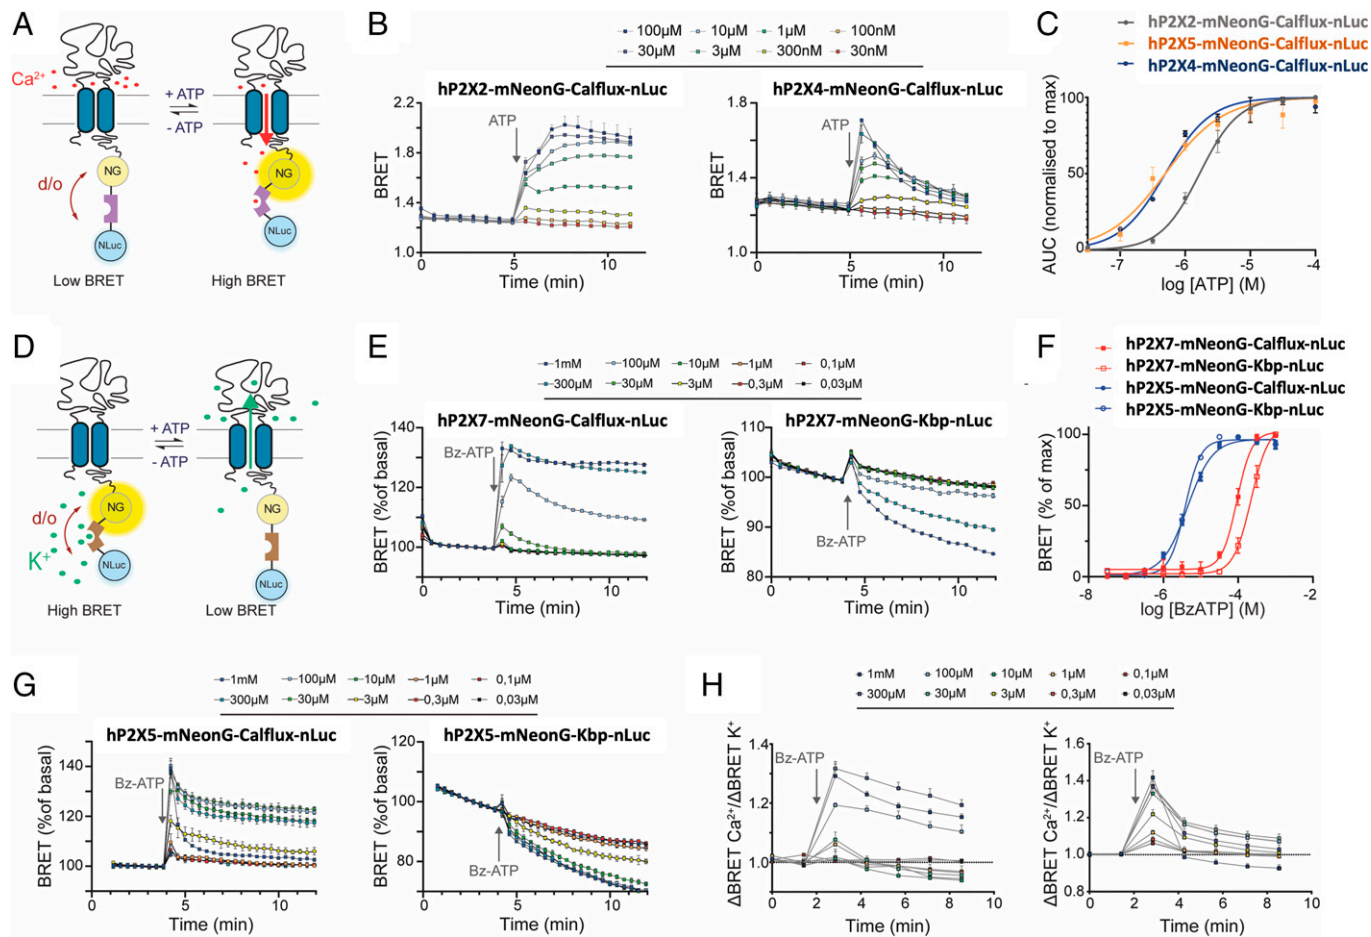 A
Ca²⁺
+ ATP
- ATP
NG
NG
d/o
NLuc
NLuc
Low BRET
High BRET
B
100µM
10µM
1µM
100nM
30µM
3µM
300nM
30nM
hP2X2-mNeonG-Calflux-nLuc
hP2X4-mNeonG-Calflux-nLuc
2.2
1.8
1.4
1.0
BRET
ATP
0
5
10
Time (min)
1.8
1.6
1.4
1.2
1.0
BRET
ATP
0
5
10
Time (min)
C
hP2X2-mNeonG-Calflux-nLuc
hP2X5-mNeonG-Calflux-nLuc
hP2X4-mNeonG-Calflux-nLuc
AUC (normalised to max)
100
50
0
-7
-6
-5
-4
log [ATP] (M)
D
+ ATP
- ATP
NG
NG
d/o
K⁺
NLuc
NLuc
High BRET
Low BRET
E
1mM
100µM
10µM
1µM
0,1µM
300µM
30µM
3µM
0,3µM
0,03µM
hP2X7-mNeonG-Calflux-nLuc
hP2X7-mNeonG-Kbp-nLuc
BRET (%of basal)
140
120
100
Bz-ATP
0
5
10
Time (min)
BRET (%of basal)
110
100
90
80
Bz-ATP
0
5
10
Time (min)
F
hP2X7-mNeonG-Calflux-nLuc
hP2X7-mNeonG-Kbp-nLuc
hP2X5-mNeonG-Calflux-nLuc
hP2X5-mNeonG-Kbp-nLuc
BRET (% of max)
100
50
0
-8
-6
-4
-2
log [BzATP] (M)
G
1mM
100µM
10µM
1µM
0,1µM
300µM
30µM
3µM
0,3µM
0,03µM
hP2X5-mNeonG-Calflux-nLuc
hP2X5-mNeonG-Kbp-nLuc
BRET (%of basal)
140
120
100
Bz-ATP
0
5
10
Time (min)
BRET (%of basal)
120
100
80
Bz-ATP
0
5
10
Time (min)
H
1mM
100µM
10µM
1µM
0,1µM
300µM
30µM
3µM
0,3µM
0,03µM
ΔBRET Ca²⁺/ΔBRET K⁺
1.4
1.2
1.0
Bz-ATP
0
2
4
6
8
10
Time (min)
ΔBRET Ca²⁺/ΔBRET K⁺
1.6
1.4
1.2
1.0
0.8
Bz-ATP
0
2
4
6
8
10
Time (min)